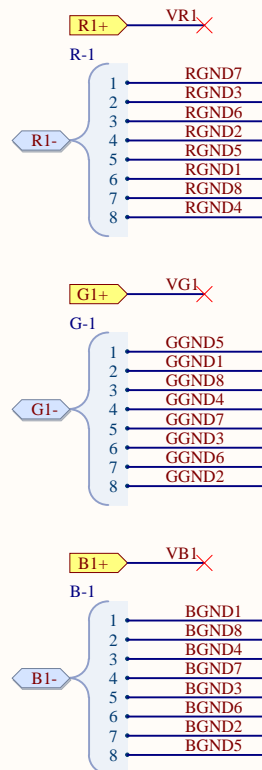 R1+ VR1
R-1
1 RGND7
2 RGND3
3 RGND6
R1- 4 RGND2
5 RGND5
6 RGND1
7 RGND8
8 RGND4
G1+ VG1
G-1
1 GGND5
2 GGND1
3 GGND8
G1- 4 GGND4
5 GGND7
6 GGND3
7 GGND6
8 GGND2
B1+ VB1
B-1
1 BGND1
2 BGND8
3 BGND4
B1- 4 BGND7
5 BGND3
6 BGND6
7 BGND2
8 BGND5